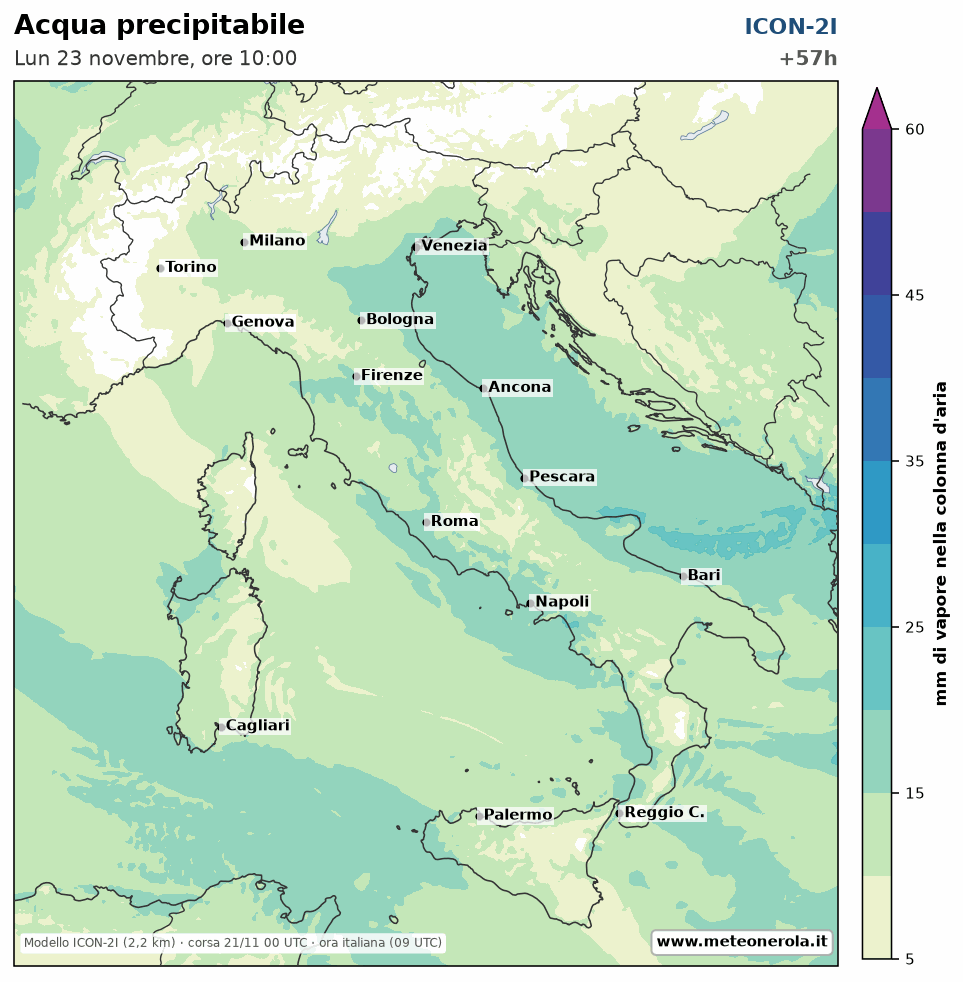 Acqua precipitabile
ICON-2I
Lun 23 novembre, ore 10:00
+57h
60
45
35
25
15
5
mm di vapore nella colonna d'aria
Milano
Venezia
Torino
Genova
Bologna
Firenze
Ancona
Pescara
Roma
Bari
Napoli
Cagliari
Palermo
Reggio C.
Modello ICON-2I (2,2 km) · corsa 21/11 00 UTC · ora italiana (09 UTC)
www.meteonerola.it